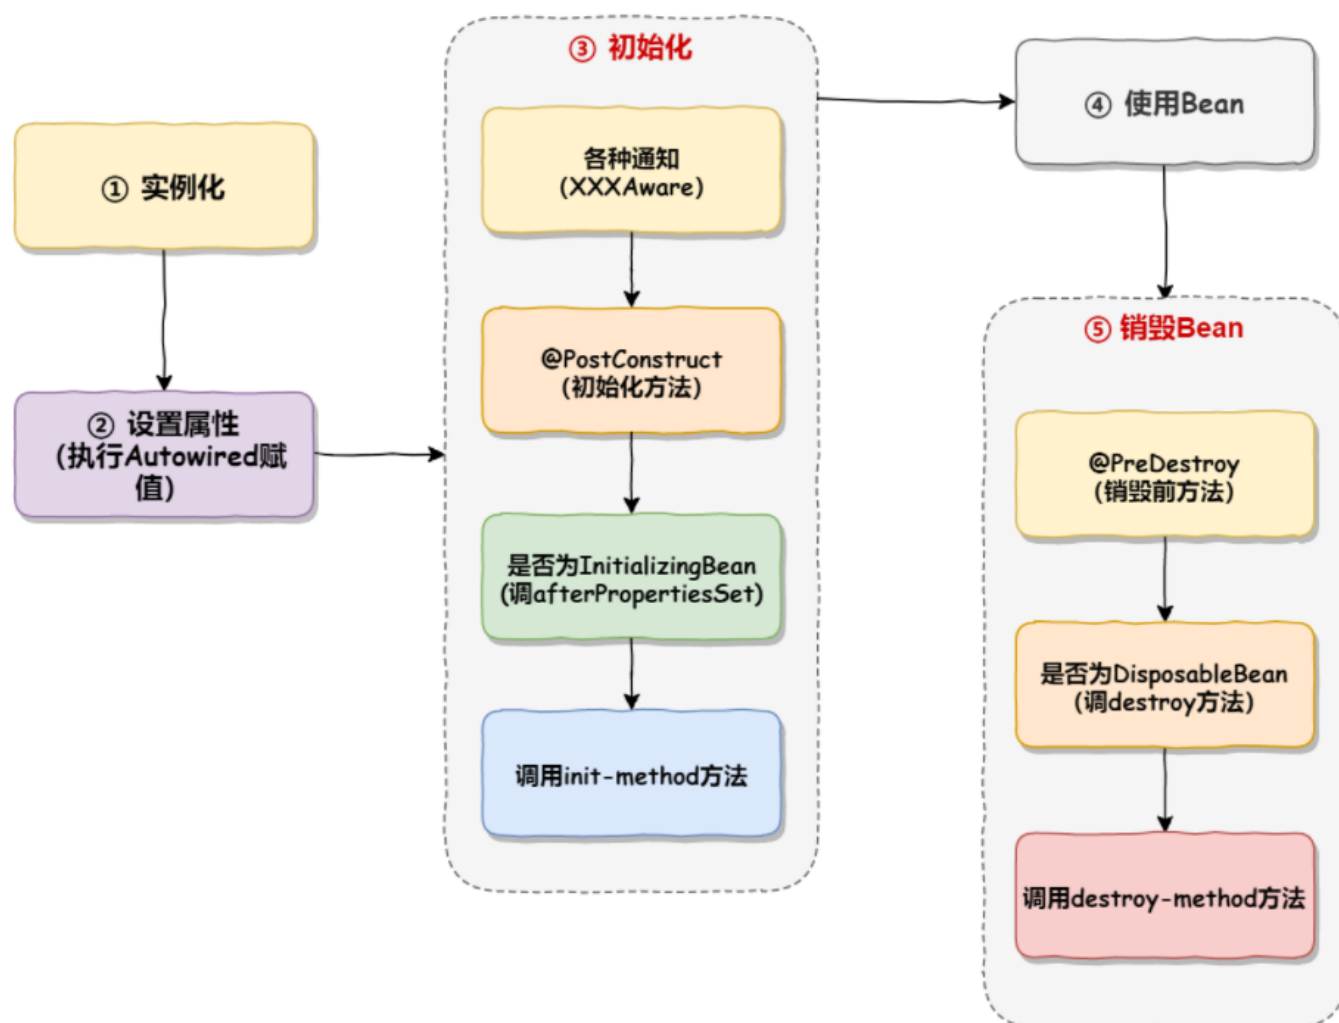 ① 实例化
② 设置属性
(执行Autowired赋
值)
③ 初始化
各种通知
(XXXAware)
@PostConstruct
(初始化方法)
是否为InitializingBean
(调afterPropertiesSet)
调用init-method方法
④ 使用Bean
⑤ 销毁Bean
@PreDestroy
(销毁前方法)
是否为DisposableBean
(调destroy方法)
调用destroy-method方法